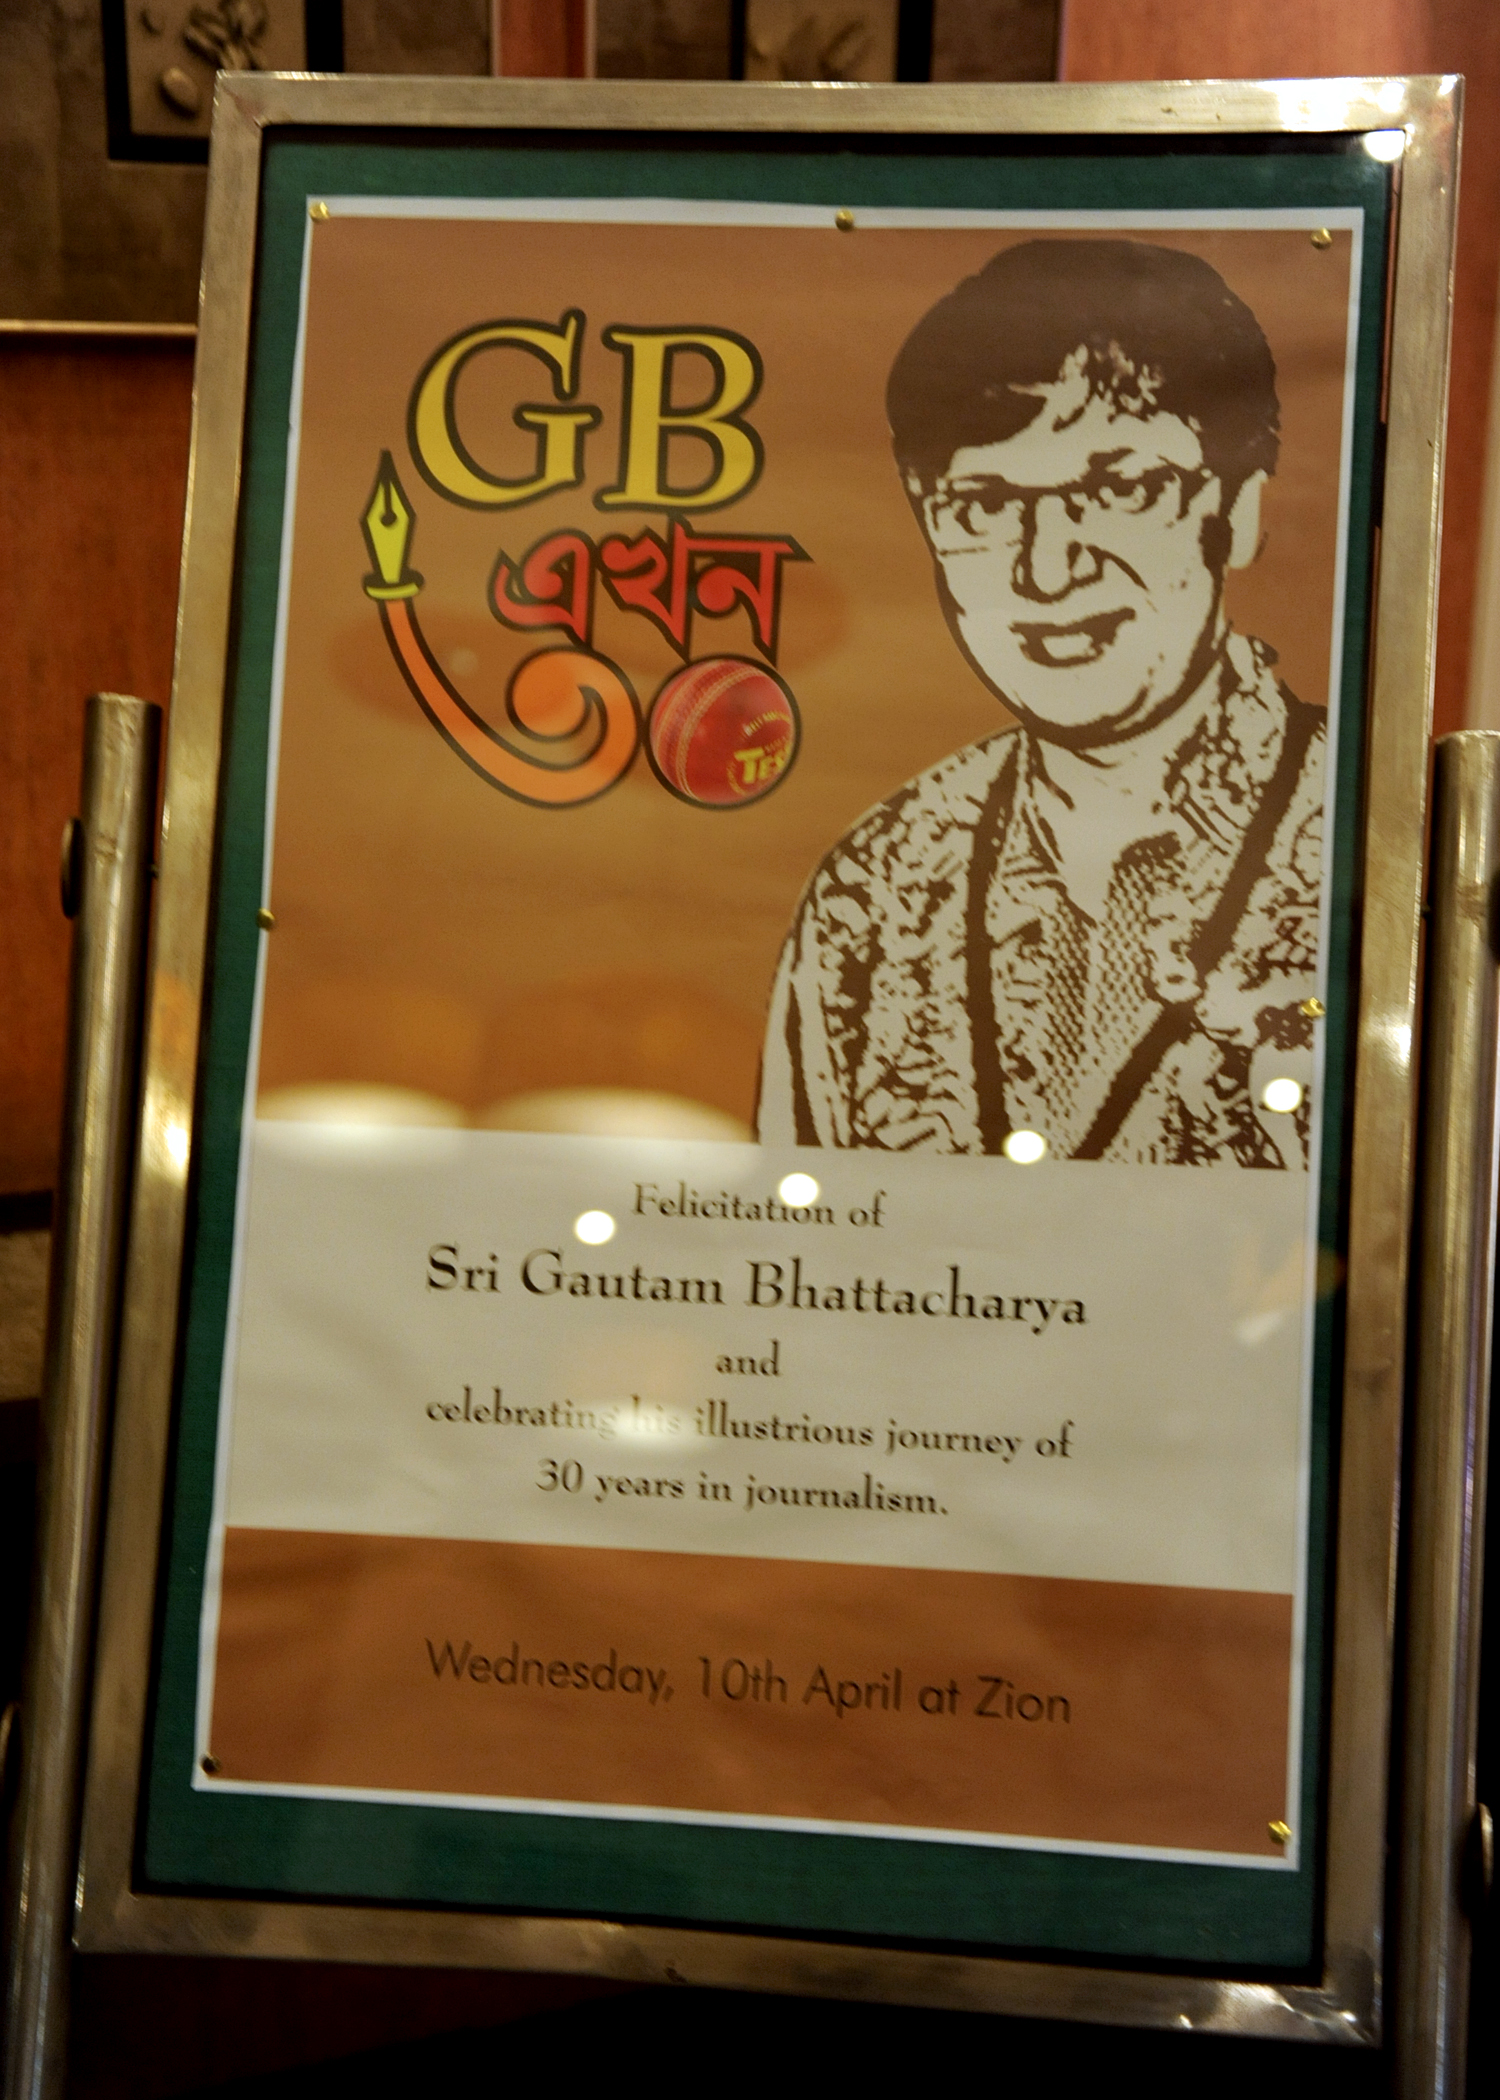 GB
এখন
৩০
Felicitation of
Sri Gautam Bhattacharya
and
celebrating his illustrious journey of
30 years in journalism.
Wednesday, 10th April at Zion